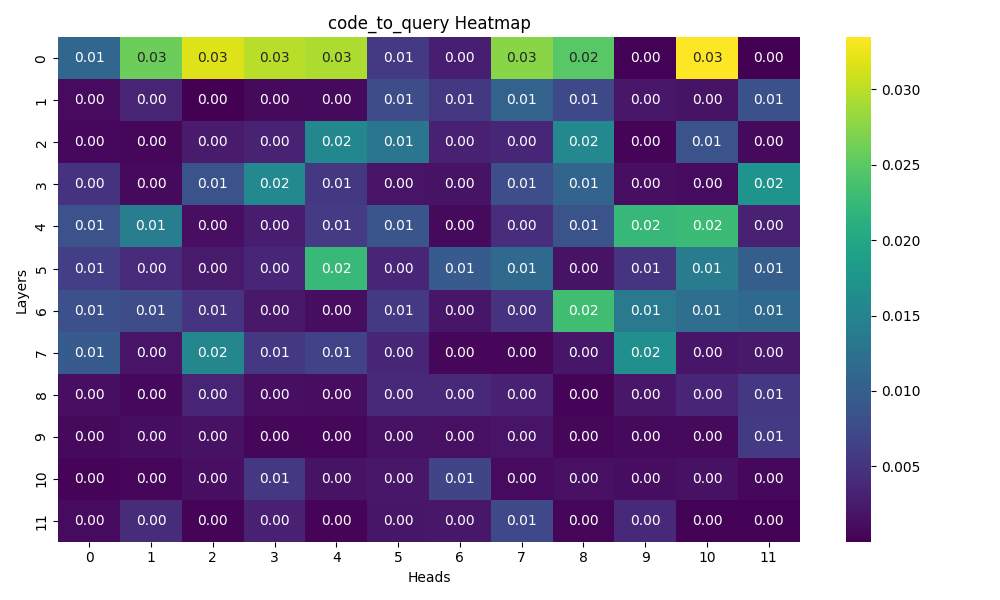 code_to_query Heatmap
0 0.01 0.03 0.03 0.03 0.03 0.01 0.00 0.03 0.02 0.00 0.03 0.00
1 0.00 0.00 0.00 0.00 0.00 0.01 0.01 0.01 0.01 0.00 0.00 0.01
2 0.00 0.00 0.00 0.00 0.02 0.01 0.00 0.00 0.02 0.00 0.01 0.00
3 0.00 0.00 0.01 0.02 0.01 0.00 0.00 0.01 0.01 0.00 0.00 0.02
4 0.01 0.01 0.00 0.00 0.01 0.01 0.00 0.00 0.01 0.02 0.02 0.00
5 0.01 0.00 0.00 0.00 0.02 0.00 0.01 0.01 0.00 0.01 0.01 0.01
6 0.01 0.01 0.01 0.00 0.00 0.01 0.00 0.00 0.02 0.01 0.01 0.01
7 0.01 0.00 0.02 0.01 0.01 0.00 0.00 0.00 0.00 0.02 0.00 0.00
8 0.00 0.00 0.00 0.00 0.00 0.00 0.00 0.00 0.00 0.00 0.00 0.01
9 0.00 0.00 0.00 0.00 0.00 0.00 0.00 0.00 0.00 0.00 0.00 0.01
10 0.00 0.00 0.00 0.01 0.00 0.00 0.01 0.00 0.00 0.00 0.00 0.00
11 0.00 0.00 0.00 0.00 0.00 0.00 0.00 0.01 0.00 0.00 0.00 0.00
0 1 2 3 4 5 6 7 8 9 10 11
Heads
Layers
0.030
0.025
0.020
0.015
0.010
0.005